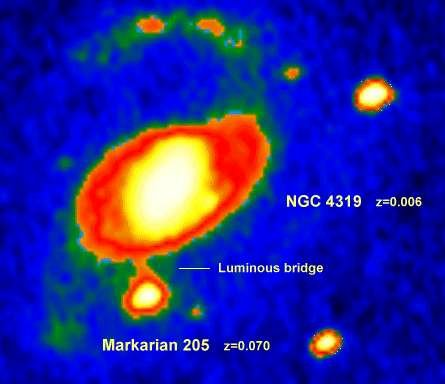 NGC 4319 z=0.006
Luminous bridge
Markarian 205 z=0.070